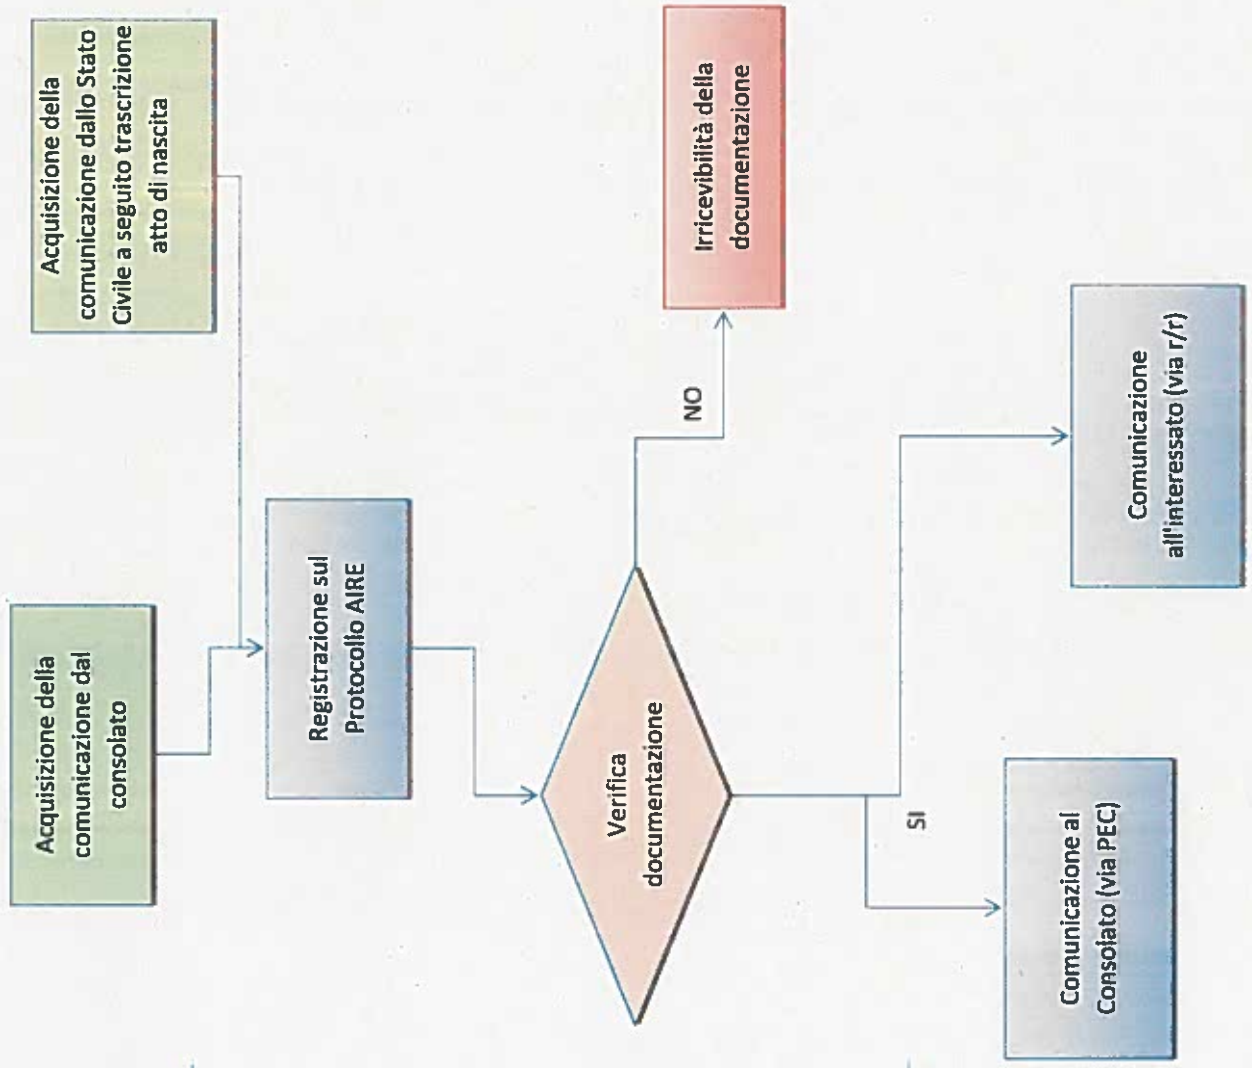 Acquisizione della
comunicazione dal
consolato
Acquisizione della
comunicazione dallo Stato
Civile a seguito trascrizione
atto di nascita
Registrazione sul
Protocollo AIRE
Verifica
documentazione
NO
Irricevibilità della
documentazione
SI
Comunicazione al
Consolato (via PEC)
Comunicazione
all'interessato (via r/r)